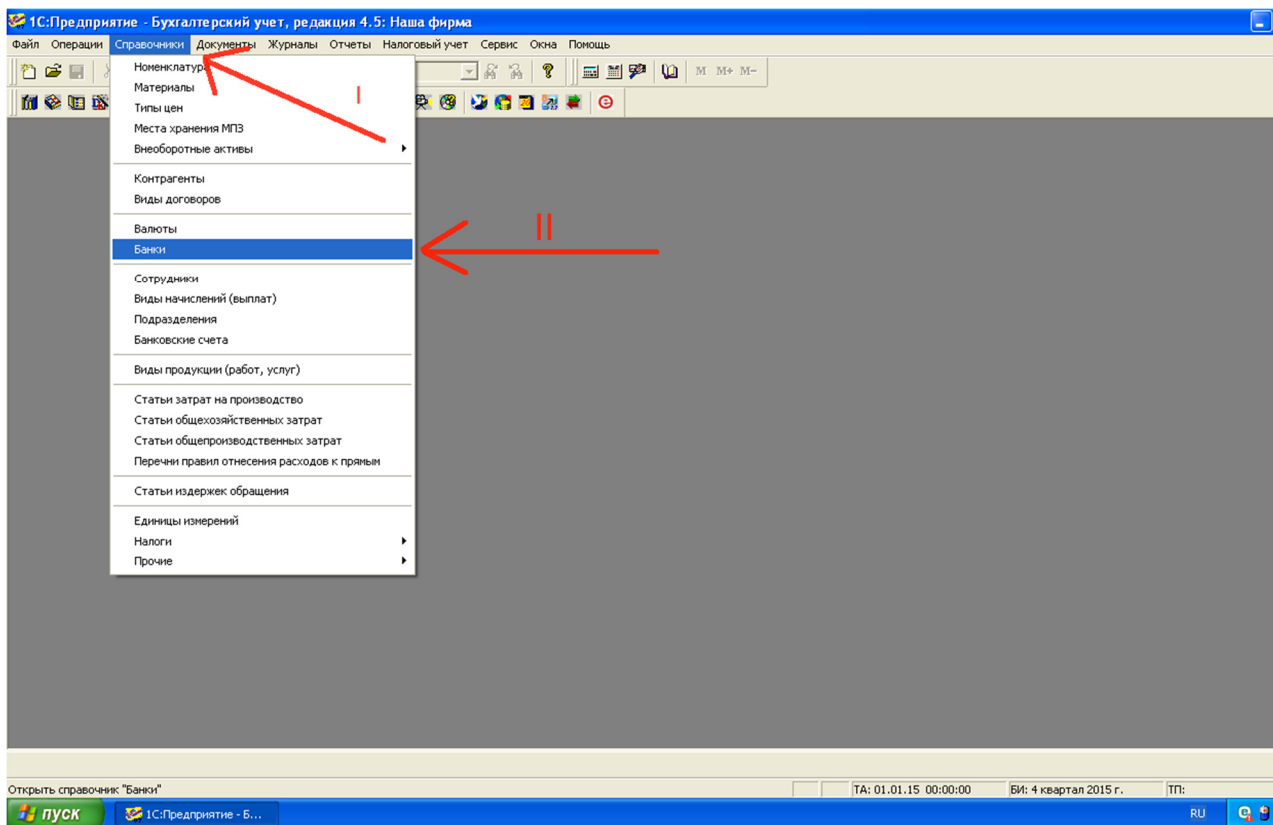 1С:Предприятие - Бухгалтерский учет, редакция 4.5: Наша фирма
Файл Операции Справочники Документы Журналы Отчеты Налоговый учет Сервис Окна Помощь
M M+ M-
Номенклатура
Материалы
I
Типы цен
Места хранения МПЗ
Внеоборотные активы
Контрагенты
Виды договоров
Валюты
II
Банки
Сотрудники
Виды начислений (выплат)
Подразделения
Банковские счета
Виды продукции (работ, услуг)
Статьи затрат на производство
Статьи общехозяйственных затрат
Статьи общепроизводственных затрат
Перечни правил отнесения расходов к прямым
Статьи издержек обращения
Единицы измерений
Налоги
Прочие
Открыть справочник "Банки" ТА: 01.01.15 00:00:00 БИ: 4 квартал 2015 г. ТП:
пуск 1С:Предприятие - Б... RU